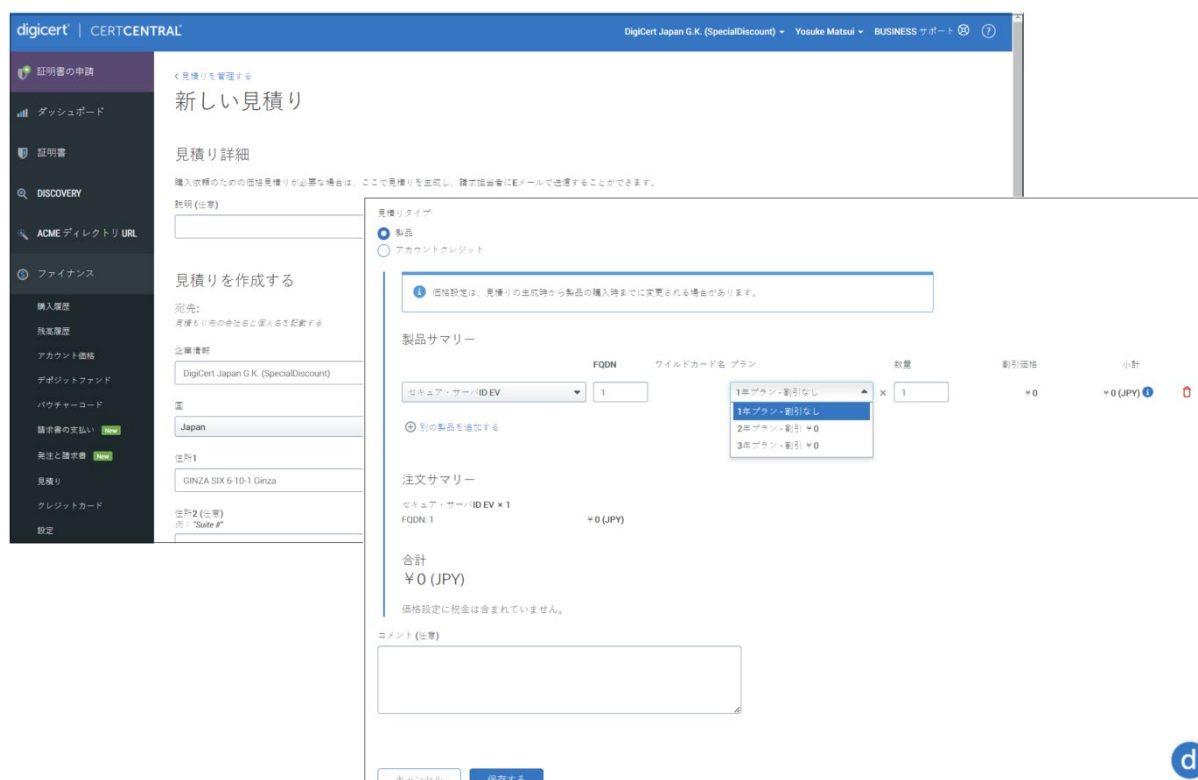 digicert® | CERTCENTRAL®
DigiCert Japan G.K. (SpecialDiscount) Yosuke Matsui BUSINESS サポート
証明書の申請
ダッシュボード
証明書
DISCOVERY
ACME ディレクトリ URL
ファイナンス
購入履歴
残高履歴
アカウント価格
デポジットファンド
バウチャーコード
請求書の支払い New
発注と請求書 New
見積り
クレジットカード
設定
見積りを管理する
新しい見積り
見積り詳細
購入依頼のための価格見積りが必要な場合は、ここで見積りを生成し、請求担当者にEメールで送信することができます。
説明 (任意)
見積りを作成する
宛先:
見積もり先の会社名と個人名を記載する
企業情報
DigiCert Japan G.K. (SpecialDiscount)
国
Japan
住所1
GINZA SIX 6-10-1 Ginza
住所2 (任意)
例: "Suite #"
見積りタイプ
製品
アカウントクレジット
価格設定は、見積りの生成時から製品の購入時までに変更される場合があります。
製品サマリー
FQDN ワイルドカード名 プラン 数量 割引価格 小計
セキュア・サーバID EV 1 1年プラン - 割引なし × 1 ¥0 ¥0 (JPY)
1年プラン - 割引なし
2年プラン - 割引 ¥0
3年プラン - 割引 ¥0
別の製品を追加する
注文サマリー
セキュア・サーバID EV × 1
FQDN: 1 ¥0 (JPY)
合計
¥0 (JPY)
価格設定に税金は含まれていません。
コメント (任意)
キャンセル 保存する
d